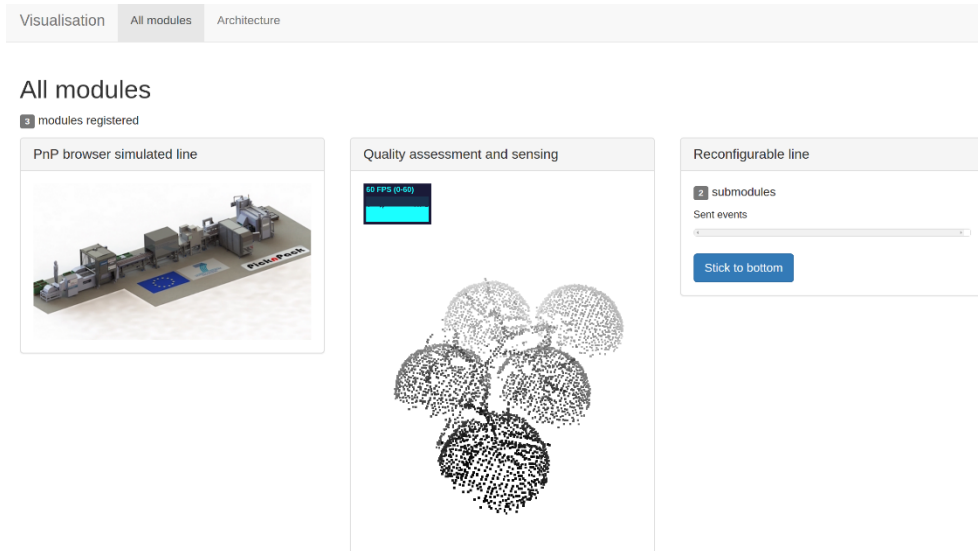 Visualisation All modules Architecture
All modules
3 modules registered
PnP browser simulated line
PicknPack
Quality assessment and sensing
60 FPS (0-60)
Reconfigurable line
2 submodules
Sent events
Stick to bottom